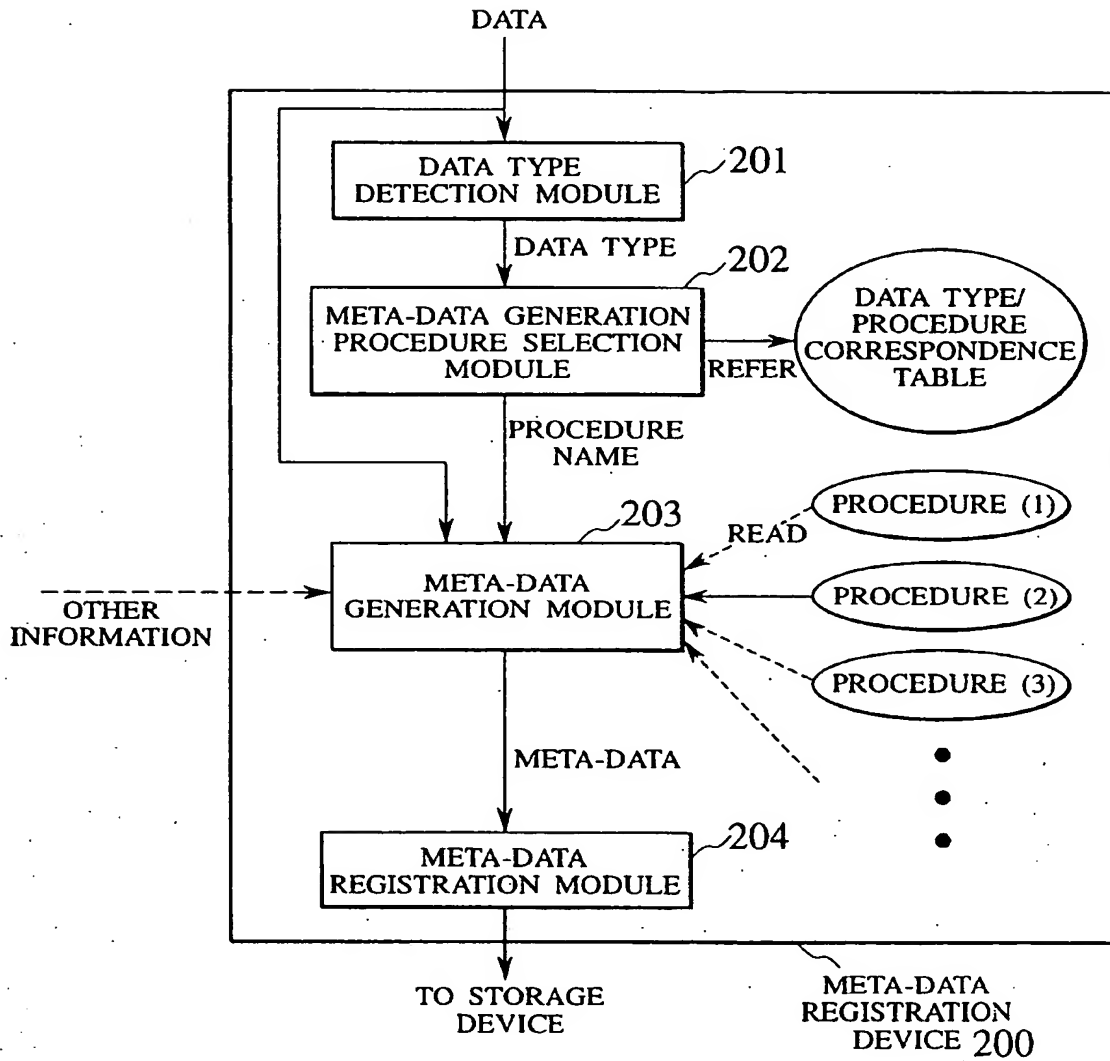 DATA
DATA TYPE
DETECTION MODULE
201
DATA TYPE
202
META-DATA GENERATION
PROCEDURE SELECTION
MODULE
REFER
DATA TYPE/
PROCEDURE
CORRESPONDENCE
TABLE
PROCEDURE
NAME
203
READ
PROCEDURE (1)
META-DATA
GENERATION MODULE
PROCEDURE (2)
OTHER
INFORMATION
PROCEDURE (3)
META-DATA
204
META-DATA
REGISTRATION MODULE
TO STORAGE
DEVICE
META-DATA
REGISTRATION
DEVICE 200